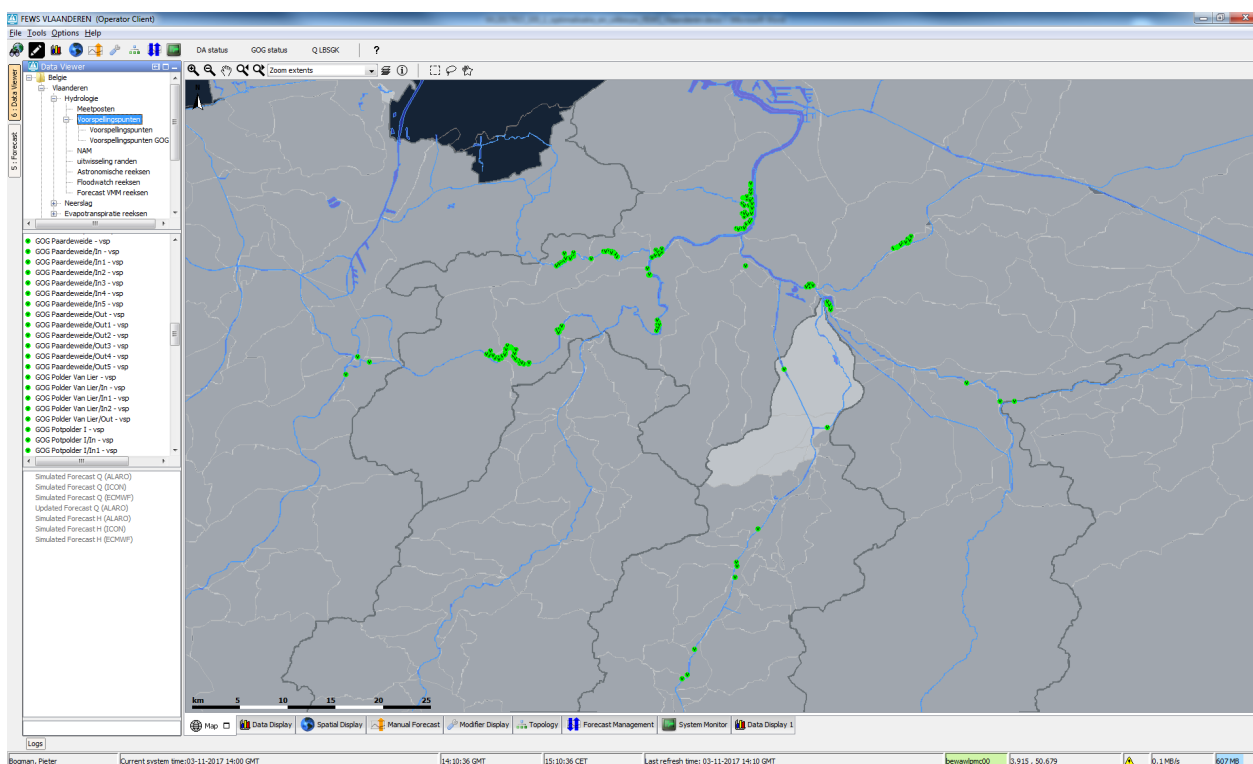 FEWS VLAANDEREN (Operator Client)
File Tools Options Help
DA status GOG status Q LBSGK ?
6 : Data Viewer
5 : Forecast
Data Viewer
Belgie
Vlaanderen
Hydrologie
Meetposten
Voorspellingspunten
Voorspellingspunten
Voorspellingspunten GOG
NAM
uitwisseling randen
Astronomische reeksen
Floodwatch reeksen
Forecast VMM reeksen
Neerslag
Evapotranspiratie reeksen
GOG Paardeweide - vsp
GOG Paardeweide/In - vsp
GOG Paardeweide/In1 - vsp
GOG Paardeweide/In2 - vsp
GOG Paardeweide/In3 - vsp
GOG Paardeweide/In4 - vsp
GOG Paardeweide/In5 - vsp
GOG Paardeweide/Out - vsp
GOG Paardeweide/Out1 - vsp
GOG Paardeweide/Out2 - vsp
GOG Paardeweide/Out3 - vsp
GOG Paardeweide/Out4 - vsp
GOG Paardeweide/Out5 - vsp
GOG Polder Van Lier - vsp
GOG Polder Van Lier/In - vsp
GOG Polder Van Lier/In1 - vsp
GOG Polder Van Lier/In2 - vsp
GOG Polder Van Lier/Out - vsp
GOG Potpolder I - vsp
GOG Potpolder I/In - vsp
GOG Potpolder I/In1 - vsp
Simulated Forecast Q (ALARO)
Simulated Forecast Q (ICON)
Simulated Forecast Q (ECMWF)
Updated Forecast Q (ALARO)
Simulated Forecast H (ALARO)
Simulated Forecast H (ICON)
Simulated Forecast H (ECMWF)
Zoom extents
N
km 5 10 15 20 25
Map Data Display Spatial Display Manual Forecast Modifier Display Topology Forecast Management System Monitor Data Display 1
Logs
Bogman, Pieter Current system time:03-11-2017 14:00 GMT 14:10:36 GMT 15:10:36 CET Last refresh time: 03-11-2017 14:10 GMT bewawlpmc00 3.915 , 50.679 0.1 MB/s 607 MB